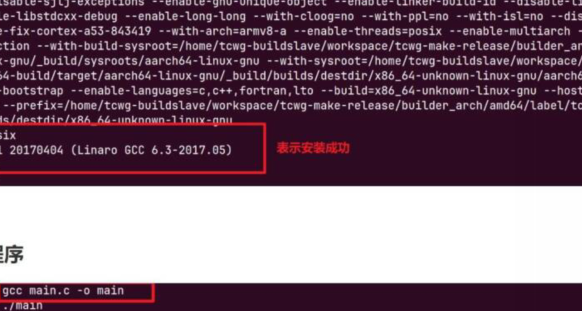 isable-sjlj-exceptions --enable-gnu-unique-object --enable-linker-build-id --disable-li
le-libstdcxx-debug --enable-long-long --with-cloog=no --with-ppl=no --with-isl=no --dis
e-fix-cortex-a53-843419 --with-arch=armv8-a --enable-threads=posix --enable-multiarch
ction --with-build-sysroot=/home/tcwg-buildslave/workspace/tcwg-make-release/builder_ar
x-gnu/_build/sysroots/aarch64-linux-gnu --with-sysroot=/home/tcwg-buildslave/workspace/
64-build/target/aarch64-linux-gnu/_build/builds/destdir/x86_64-unknown-linux-gnu/aarch6
-bootstrap --enable-languages=c,c++,fortran,lto --build=x86_64-unknown-linux-gnu --host
--prefix=/home/tcwg-buildslave/workspace/tcwg-make-release/builder_arch/amd64/label/tc
ds/destdir/x86_64-unknown-linux-gnu
six
1 20170404 (Linaro GCC 6.3-2017.05)
表示安装成功
程序
gcc main.c -o main
./main